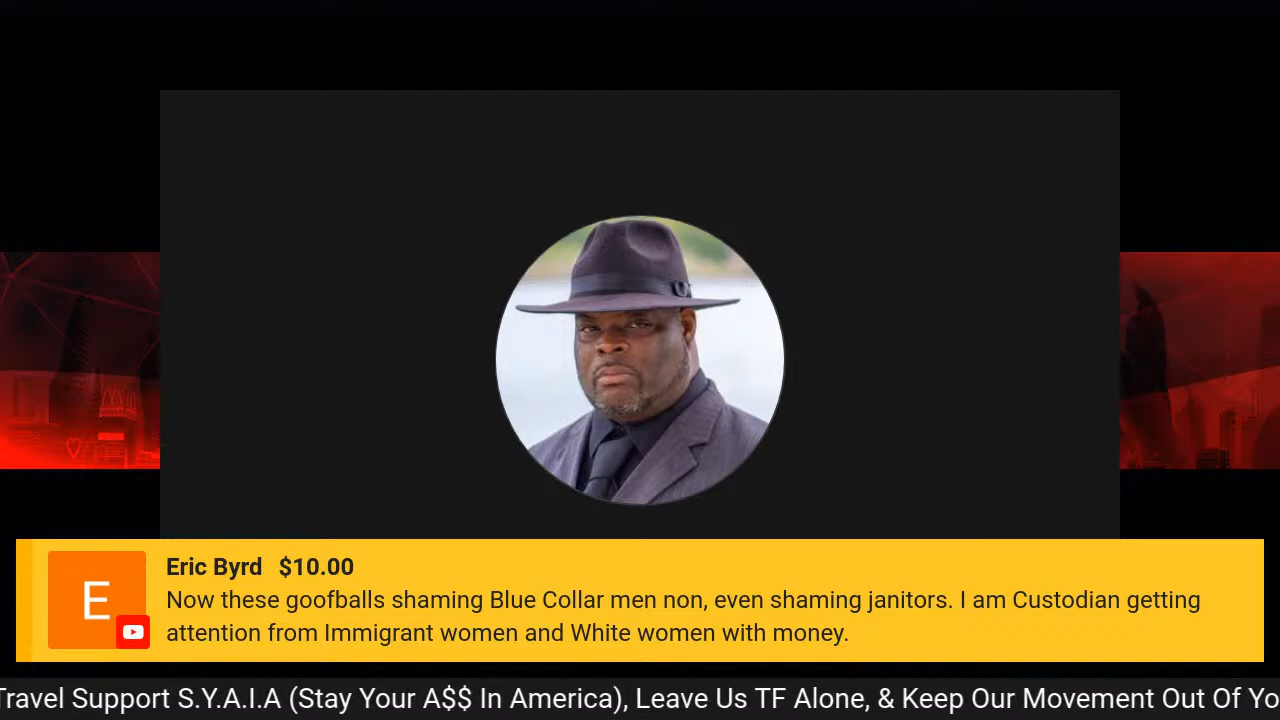 Eric Byrd $10.00
E
Now these goofballs shaming Blue Collar men non, even shaming janitors. I am Custodian getting
attention from Immigrant women and White women with money.
Travel Support S.Y.A.I.A (Stay Your A$$ In America), Leave Us TF Alone, & Keep Our Movement Out Of Yo